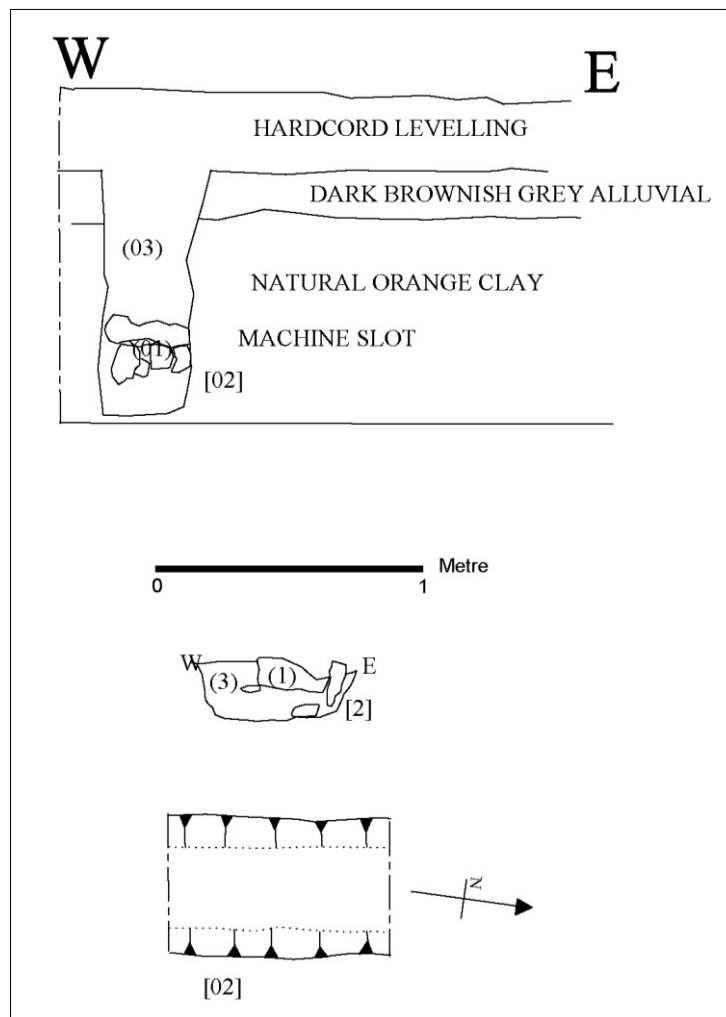 W E
HARDCORD LEVELLING
DARK BROWNISH GREY ALLUVIAL
(03)
NATURAL ORANGE CLAY
MACHINE SLOT
(01)
[02]
Metre
0 1
W E
(3) (1)
[2]
N
[02]